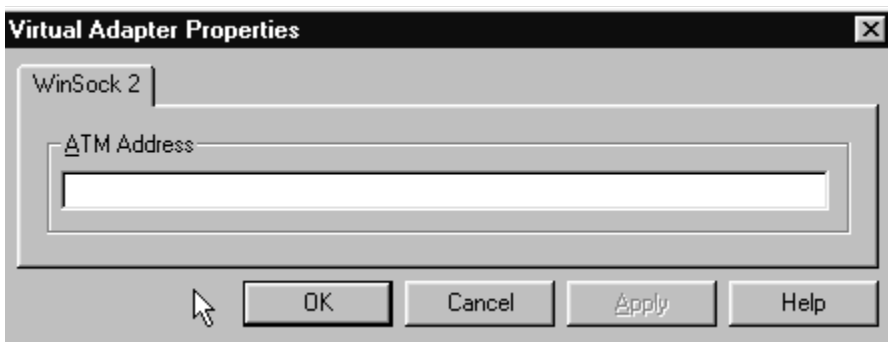 Virtual Adapter Properties
WinSock 2
ATM Address
OK Cancel Apply Help